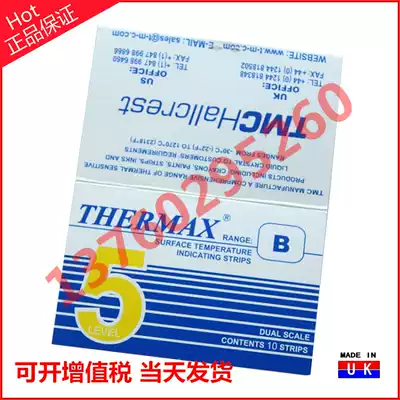 Hot
正品保证
WEBSITE: www.t-m-c.com
E-MAIL: sales@t-m-c.com
UK OFFICE:
TEL: +44 (0) 1244 818348
FAX: +44 (0) 1244 818502
US OFFICE:
TEL: *1 847 998 6460
FAX: *1 847 998 6866
TMCHallcrest
TMC MANUFACTURE A COMPREHENSIVE RANGE OF THERMAL SENSITIVE
PRODUCTS INCLUDING CRAYONS, PAINTS, STRIPS, INKS AND
LIQUID CRYSTAL TO CUSTOMERS' REQUIREMENTS
RANGES FROM -30°C (-22°F) TO 1270°C (2318°F)
13760295260
THERMAX®
RANGE: B
SURFACE TEMPERATURE
INDICATING STRIPS
5
LEVEL
DUAL SCALE
CONTENTS 10 STRIPS
MADE IN
UK
可开增值税 当天发货